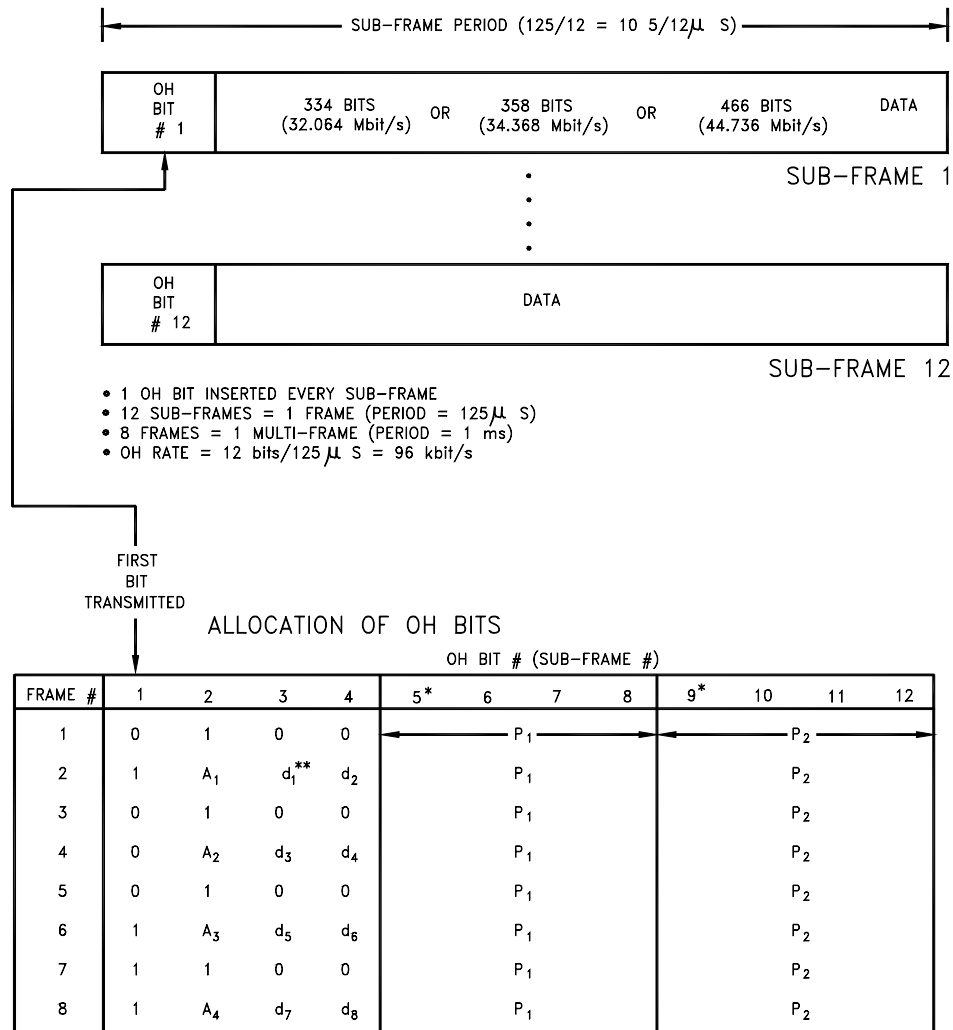 SUB-FRAME PERIOD (125/12 = 10 5/12μ S)
OH BIT # 1
334 BITS (32.064 Mbit/s) OR 358 BITS (34.368 Mbit/s) OR 466 BITS (44.736 Mbit/s) DATA
SUB-FRAME 1
OH BIT # 12
DATA
SUB-FRAME 12
• 1 OH BIT INSERTED EVERY SUB-FRAME
• 12 SUB-FRAMES = 1 FRAME (PERIOD = 125μ S)
• 8 FRAMES = 1 MULTI-FRAME (PERIOD = 1 ms)
• OH RATE = 12 bits/125μ S = 96 kbit/s
FIRST
BIT
TRANSMITTED
ALLOCATION OF OH BITS
OH BIT # (SUB-FRAME #)
FRAME # 1 2 3 4 5* 6 7 8 9* 10 11 12
1 0 1 0 0 P1 P2
2 1 A1 d1** d2 P1 P2
3 0 1 0 0 P1 P2
4 0 A2 d3 d4 P1 P2
5 0 1 0 0 P1 P2
6 1 A3 d5 d6 P1 P2
7 1 1 0 0 P1 P2
8 1 A4 d7 d8 P1 P2